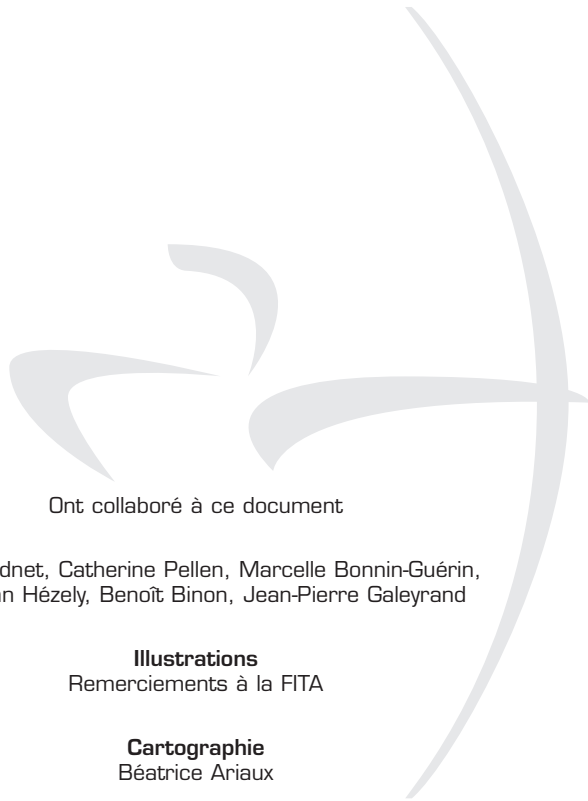 Ont collaboré à ce document
Catherine Pellen, Marcelle Bonnin-Guérin,
Hézely, Benoît Binon, Jean-Pierre Galeyrand
Illustrations
Remerciements à la FITA
Cartographie
Béatrice Ariaux